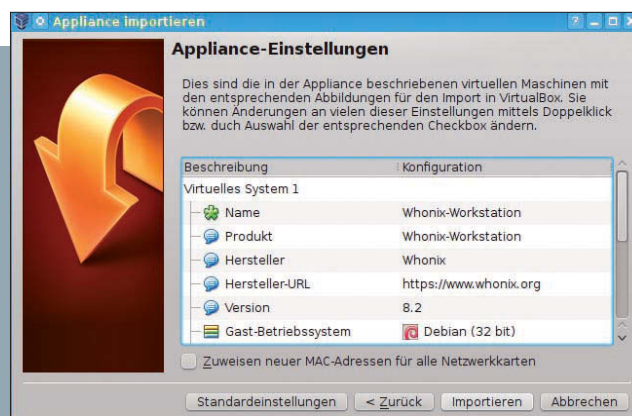 Appliance importieren
Appliance-Einstellungen
Dies sind die in der Appliance beschriebenen virtuellen Maschinen mit
den entsprechenden Abbildungen für den Import in VirtualBox. Sie
können Änderungen an vielen dieser Einstellungen mittels Doppelklick
bzw. duch Auswahl der entsprechenden Checkbox ändern.
Beschreibung Konfiguration
Virtuelles System 1
Name Whonix-Workstation
Produkt Whonix-Workstation
Hersteller Whonix
Hersteller-URL https://www.whonix.org
Version 8.2
Gast-Betriebssystem Debian (32 bit)
Zuweisen neuer MAC-Adressen für alle Netzwerkkarten
Standardeinstellungen < Zurück Importieren Abbrechen